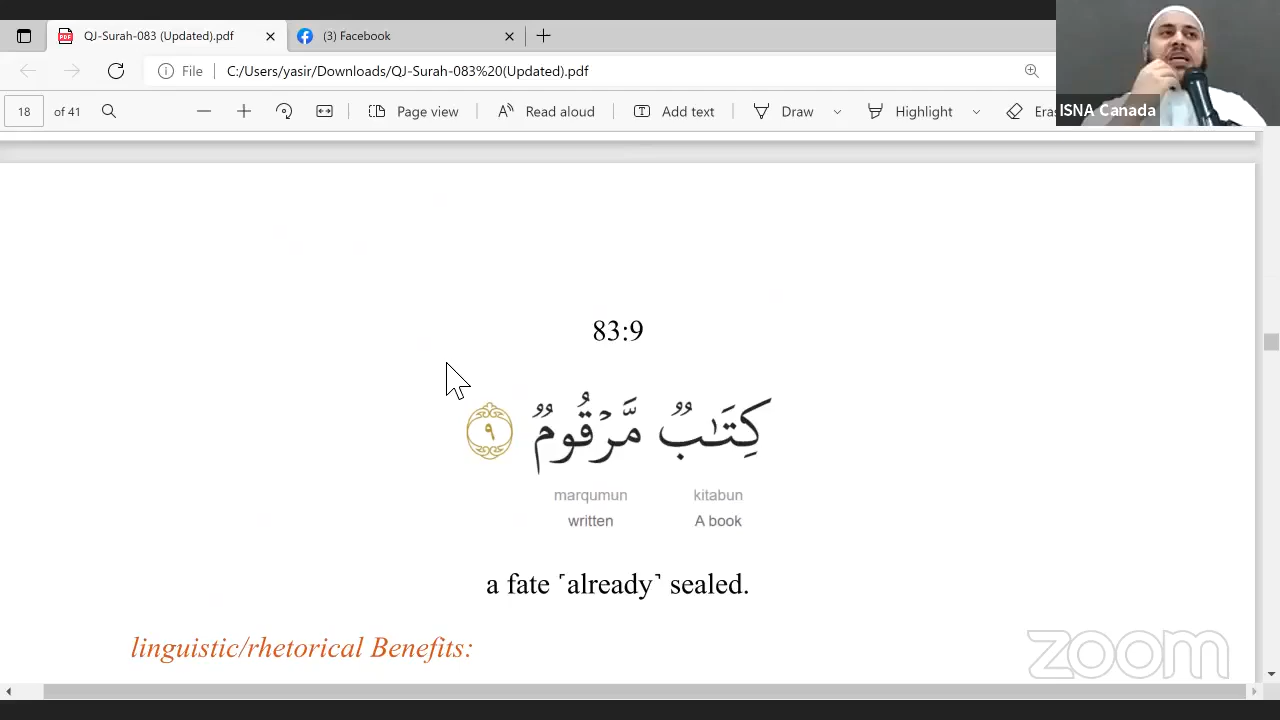 QJ-Surah-083 (Updated).pdf
(3) Facebook
File
C:/Users/yasir/Downloads/QJ-Surah-083%20(Updated).pdf
18 of 41
Page view
Read aloud
Add text
Draw
Highlight
Eras
ISNA Canada
83:9
كِتَـٰبٌ مَّرْقُومٌ ٩
marqumun kitabun
written A book
a fate ˹already˺ sealed.
linguistic/rhetorical Benefits:
zoom